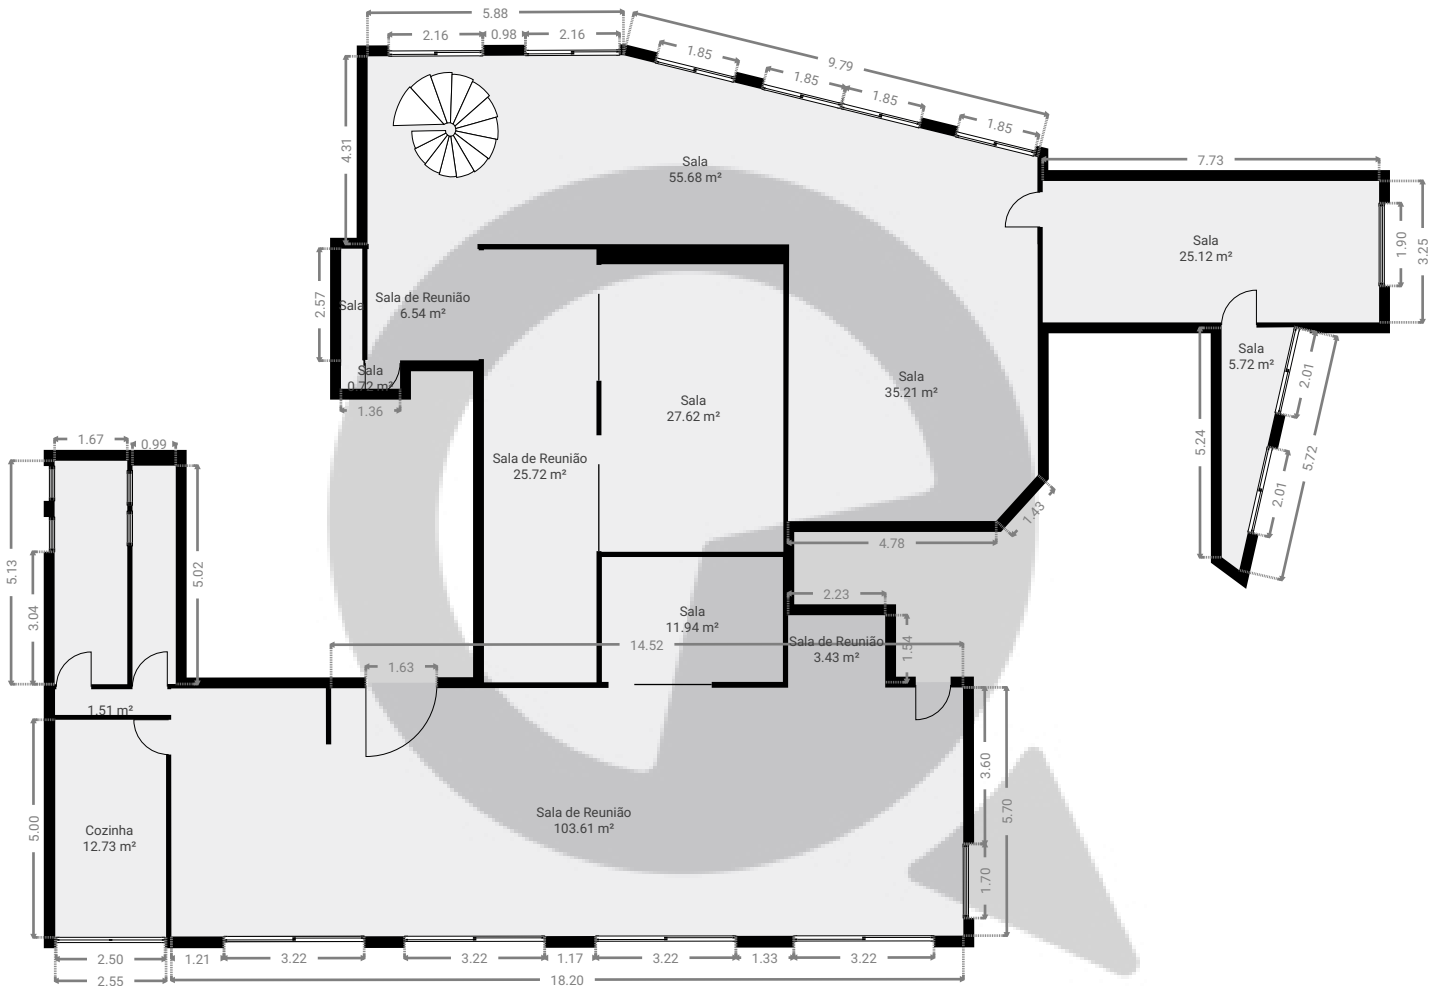 5.88
2.16
0.98
2.16
9.79
1.85
1.85
1.85
1.85
4.31
7.73
Sala
55.68 m²
Sala
25.12 m²
1.90
3.25
2.57
Sala
Sala de Reunião
6.54 m²
Sala
0.72 m²
1.36
Sala
5.72 m²
2.01
5.24
5.72
2.01
Sala
35.21 m²
Sala
27.62 m²
Sala de Reunião
25.72 m²
1.67
0.99
5.13
3.04
5.02
1.43
4.78
2.23
Sala
11.94 m²
14.52
Sala de Reunião
3.43 m²
1.54
1.63
1.51 m²
3.60
5.70
1.70
Sala de Reunião
103.61 m²
5.00
Cozinha
12.73 m²
2.50
1.21
3.22
3.22
1.17
3.22
1.33
3.22
2.55
18.20